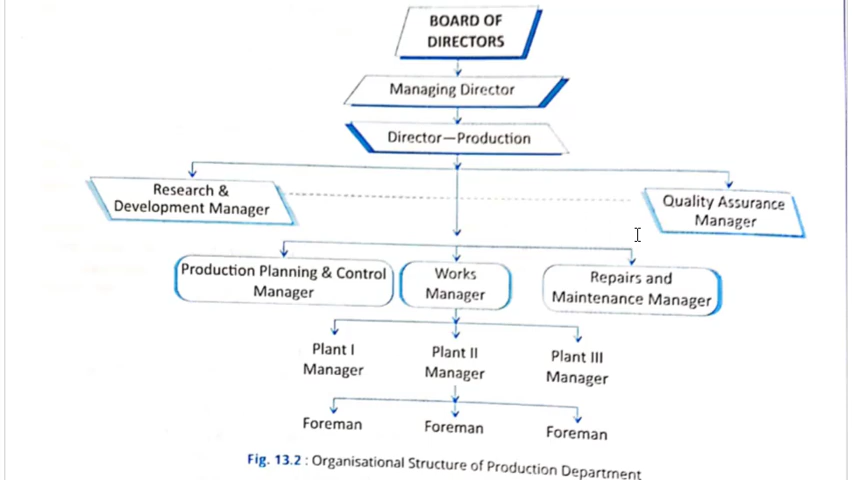 BOARD OF
DIRECTORS
Managing Director
Director—Production
Research &
Development Manager
Quality Assurance
Manager
Production Planning & Control
Manager
Works
Manager
Repairs and
Maintenance Manager
Plant I
Manager
Plant II
Manager
Plant III
Manager
Foreman
Foreman
Foreman
Fig. 13.2 : Organisational Structure of Production Department